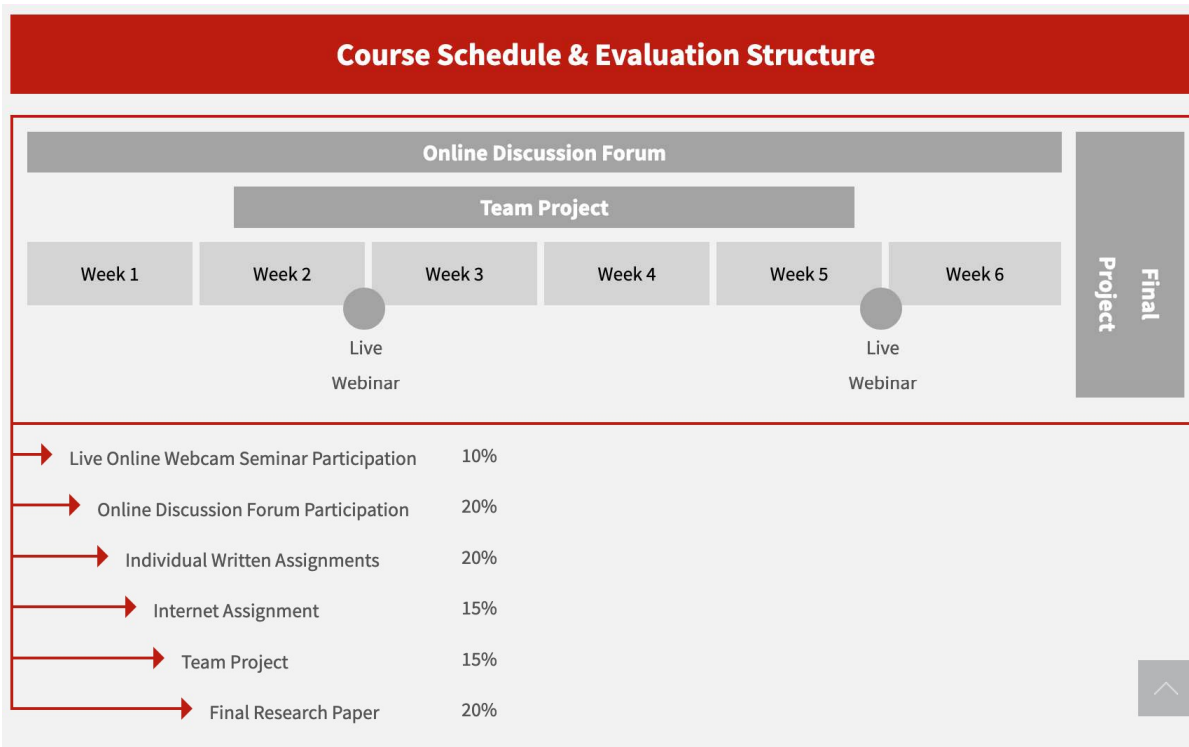 Course Schedule & Evaluation Structure
Online Discussion Forum
Team Project
Week 1
Week 2
Week 3
Week 4
Week 5
Week 6
Live
Webinar
Live
Webinar
Final
Project
Live Online Webcam Seminar Participation 10%
Online Discussion Forum Participation 20%
Individual Written Assignments 20%
Internet Assignment 15%
Team Project 15%
Final Research Paper 20%